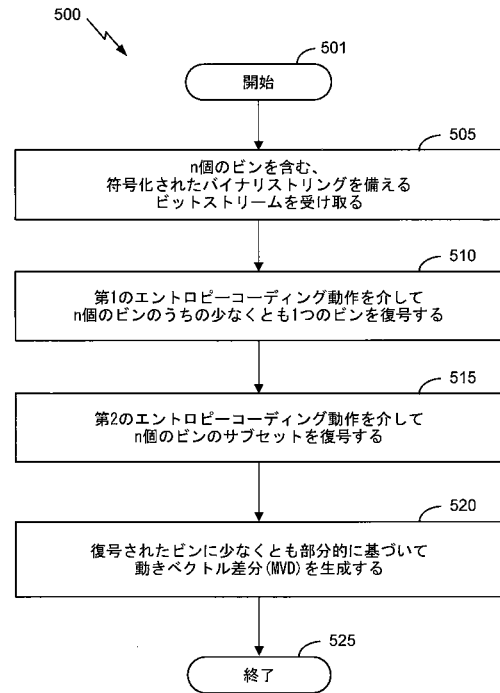 500
501
開始
505
n個のビンを含む、
符号化されたバイナリストリングを備える
ビットストリームを受け取る
510
第1のエントロピーコーディング動作を介して
n個のビンのうちの少なくとも1つのビンを復号する
515
第2のエントロピーコーディング動作を介して
n個のビンのサブセットを復号する
520
復号されたビンに少なくとも部分的に基づいて
動きベクトル差分(MVD)を生成する
525
終了